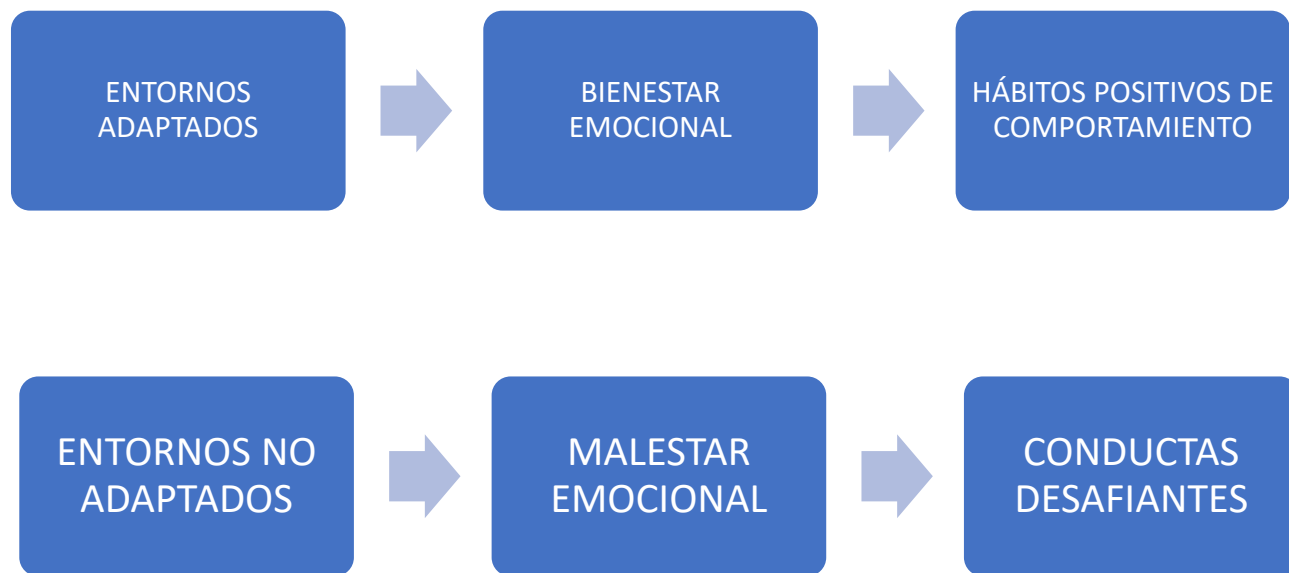 ENTORNOS
ADAPTADOS
BIENESTAR
EMOCIONAL
HÁBITOS POSITIVOS DE
COMPORTAMIENTO
ENTORNOS NO
ADAPTADOS
MALESTAR
EMOCIONAL
CONDUCTAS
DESAFIANTES